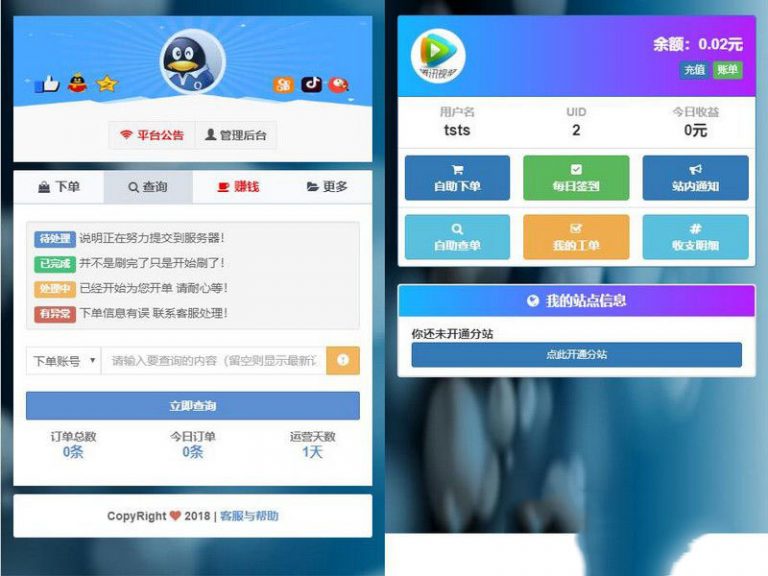 平台公告 管理后台
下单 查询 赚钱 更多
待处理 说明正在努力提交到服务器!
已完成 并不是刷完了只是开始刷了!
处理中 已经开始为您开单 请耐心等!
有异常 下单信息有误 联系客服处理!
下单账号 请输入要查询的内容（留空则显示最新订
立即查询
订单总数 今日订单 运营天数
0条 0条 1天
CopyRight 2018 | 客服与帮助
腾讯视频
余额：0.02元
充值 账单
用户名 UID 今日收益
tsts 2 0元
自助下单 每日签到 站内通知
自助查单 我的工单 收支明细
我的站点信息
你还未开通分站
点此开通分站